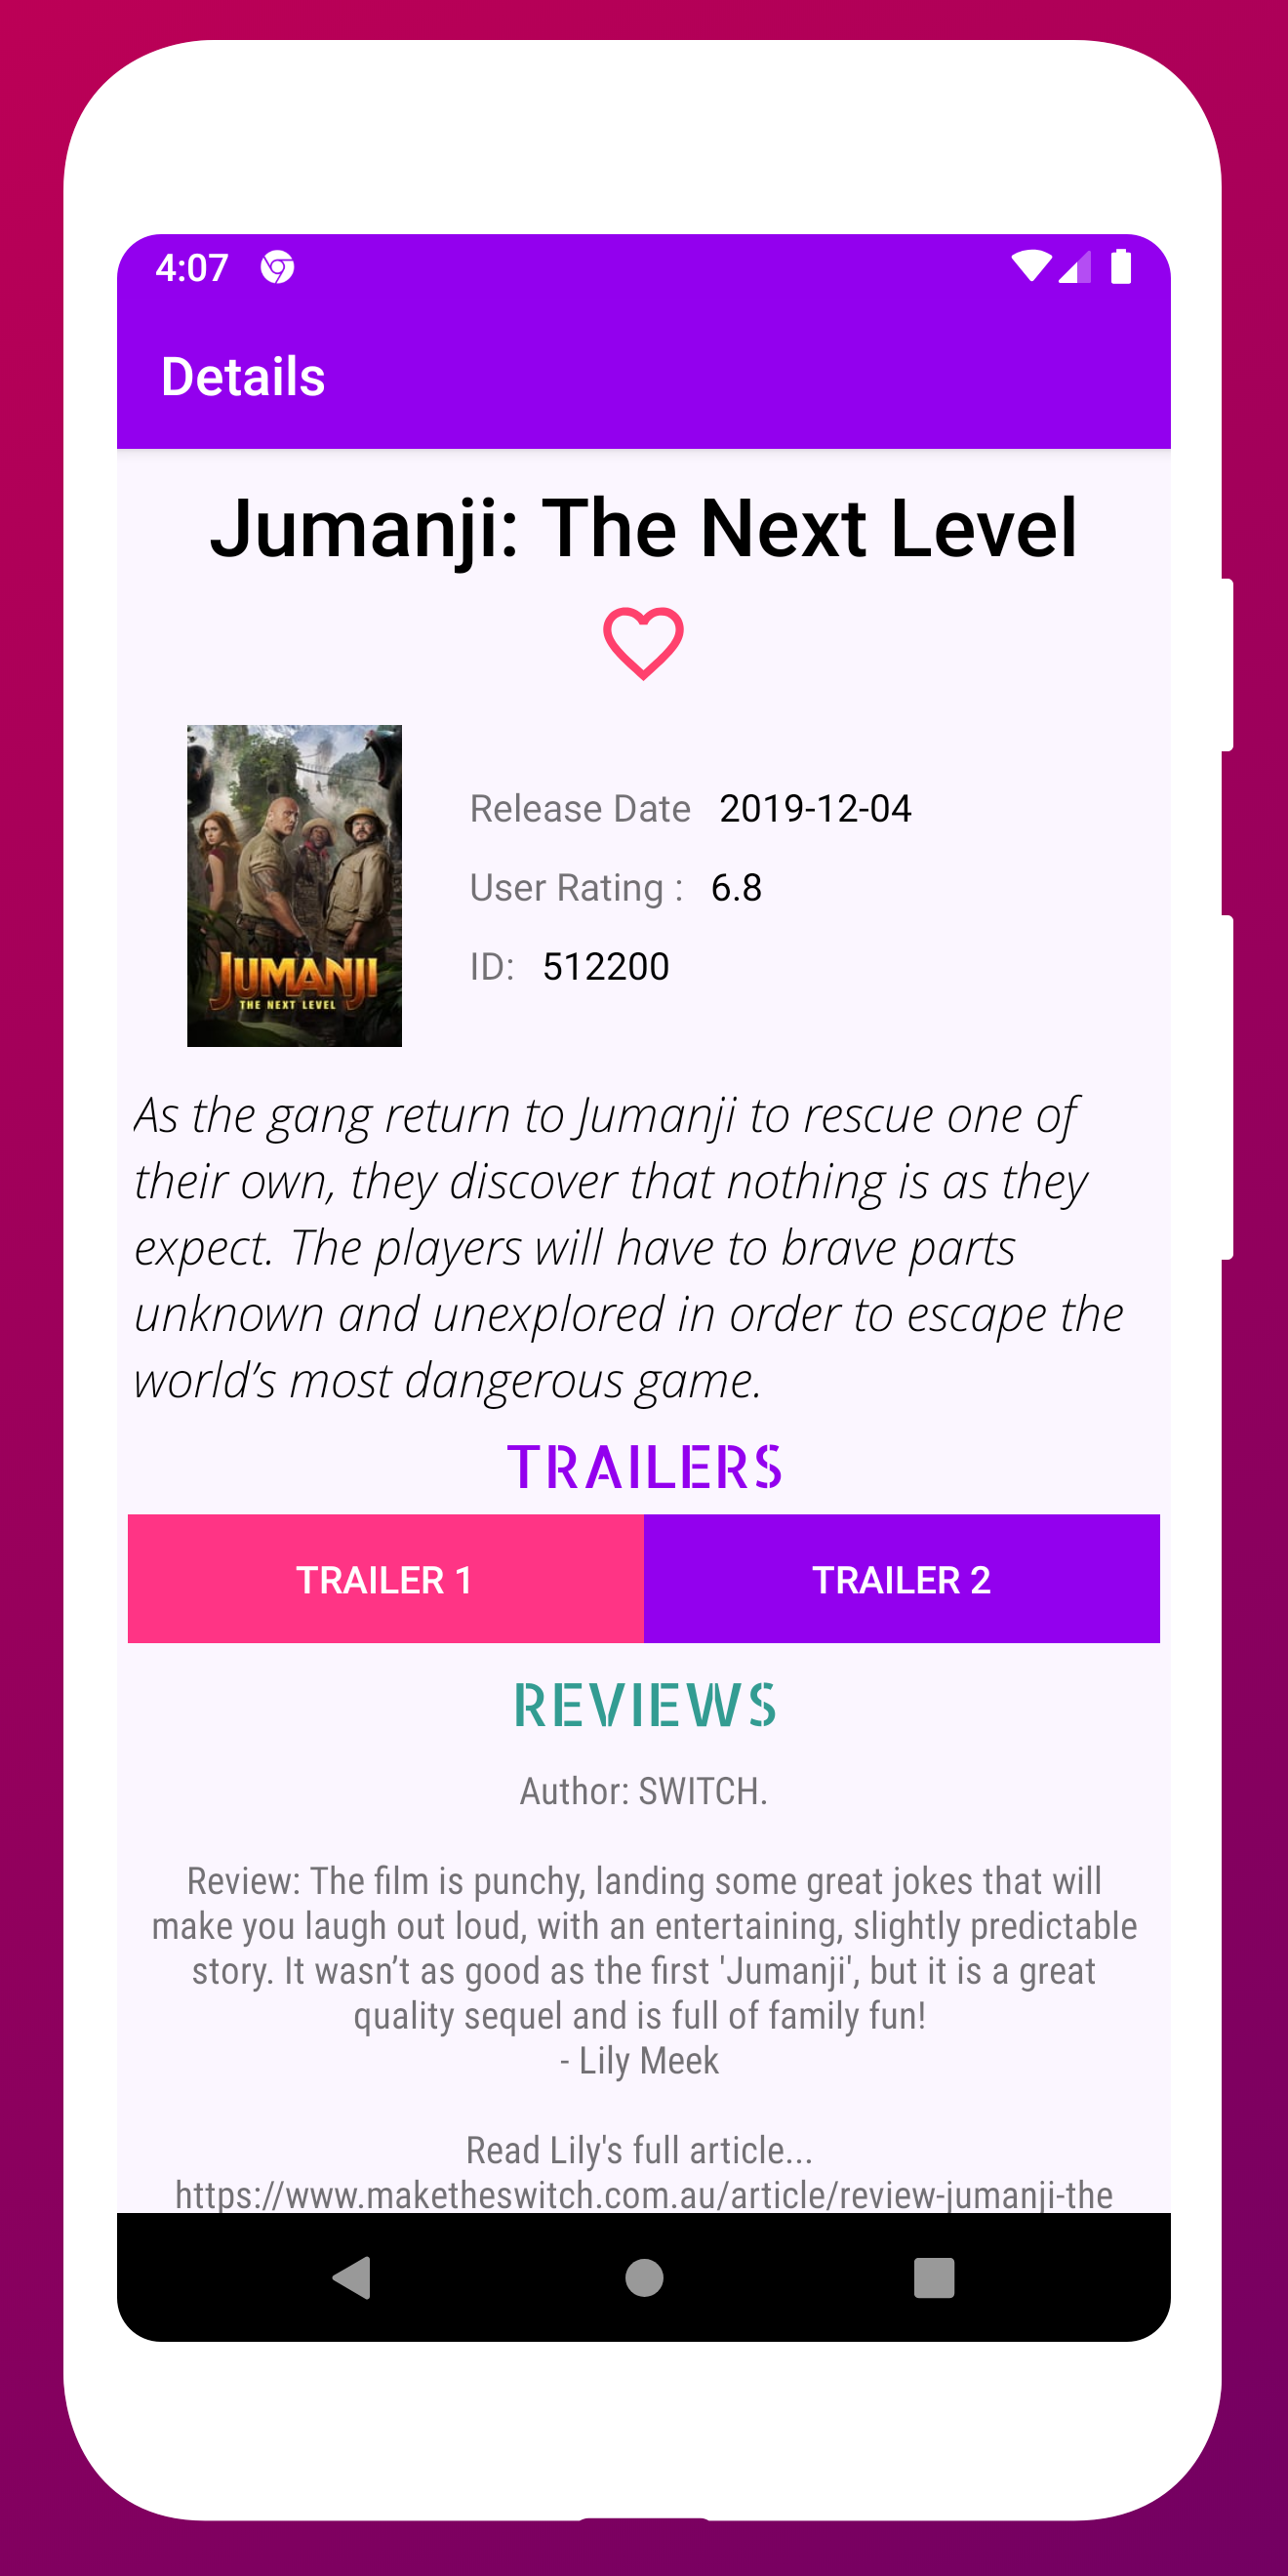 4:07
Details
Jumanji: The Next Level
Release Date 2019-12-04
User Rating : 6.8
ID: 512200
JUMANJI
THE NEXT LEVEL
As the gang return to Jumanji to rescue one of
their own, they discover that nothing is as they
expect. The players will have to brave parts
unknown and unexplored in order to escape the
world’s most dangerous game.
TRAILERS
TRAILER 1
TRAILER 2
REVIEWS
Author: SWITCH.
Review: The film is punchy, landing some great jokes that will
make you laugh out loud, with an entertaining, slightly predictable
story. It wasn’t as good as the first 'Jumanji', but it is a great
quality sequel and is full of family fun!
- Lily Meek
Read Lily's full article...
https://www.maketheswitch.com.au/article/review-jumanji-the